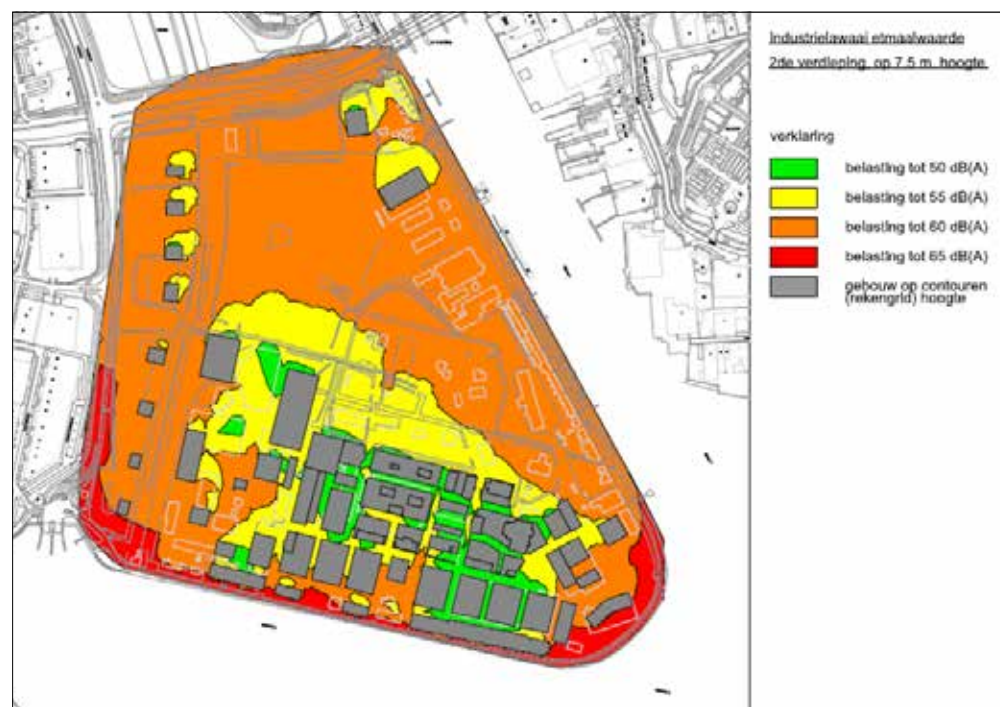 Industrielawaai etmaalwaarde
2de verdieping, op 7.5 m. hoogte.
verklaring
belasting tot 50 dB(A)
belasting tot 55 dB(A)
belasting tot 60 dB(A)
belasting tot 65 dB(A)
gebouw op contouren
(rekengrid) hoogte